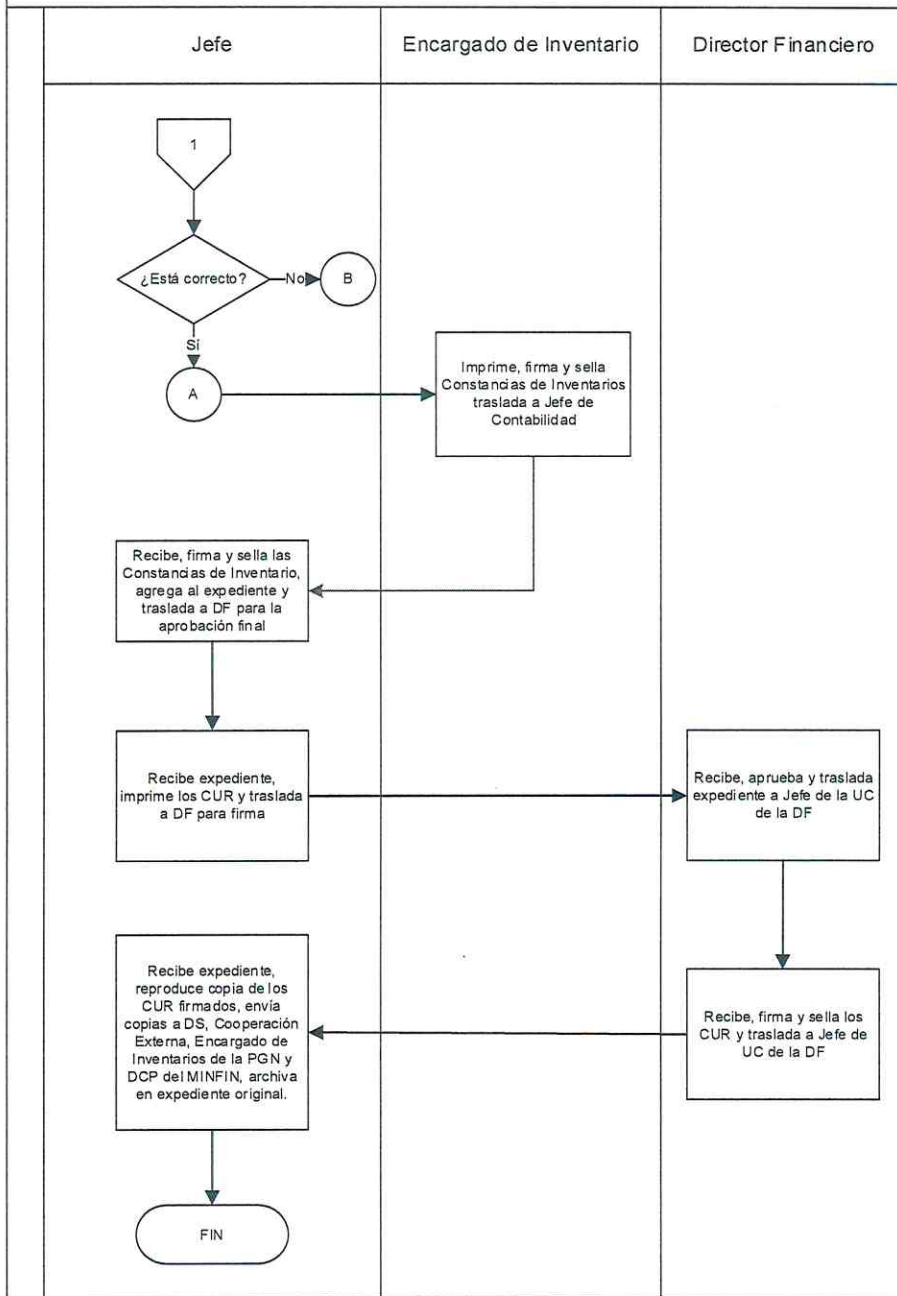 Jefe
Encargado de Inventario
Director Financiero
1
¿Está correcto?
No
B
Sí
A
Imprime, firma y sella
Constancias de Inventarios
traslada a Jefe de
Contabilidad
Recibe, firma y sella las
Constancias de Inventario,
agrega al expediente y
traslada a DF para la
aprobación final
Recibe expediente,
imprime los CUR y traslada
a DF para firma
Recibe, aprueba y traslada
expediente a Jefe de la UC
de la DF
Recibe expediente,
reproduce copia de los
CUR firmados, envía
copias a DS, Cooperación
Externa, Encargado de
Inventarios de la PGN y
DCP del MINFIN, archiva
en expediente original.
Recibe, firma y sella los
CUR y traslada a Jefe de
UC de la DF
FIN